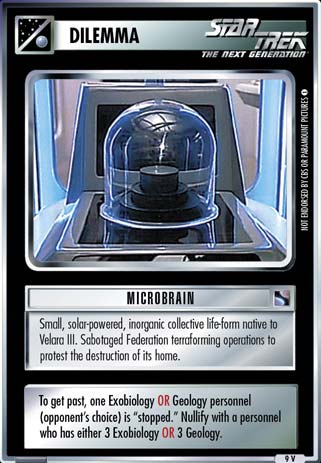 DILEMMA
STAR TREK
THE NEXT GENERATION
NOT ENDORSED BY CBS OR PARAMOUNT PICTURES
MICROBRAIN
Small, solar-powered, inorganic collective life-form native to
Velara III. Sabotaged Federation terraforming operations to
protect the destruction of its home.
To get past, one Exobiology OR Geology personnel
(opponent's choice) is "stopped." Nullify with a personnel
who has either 3 Exobiology OR 3 Geology.
9 V